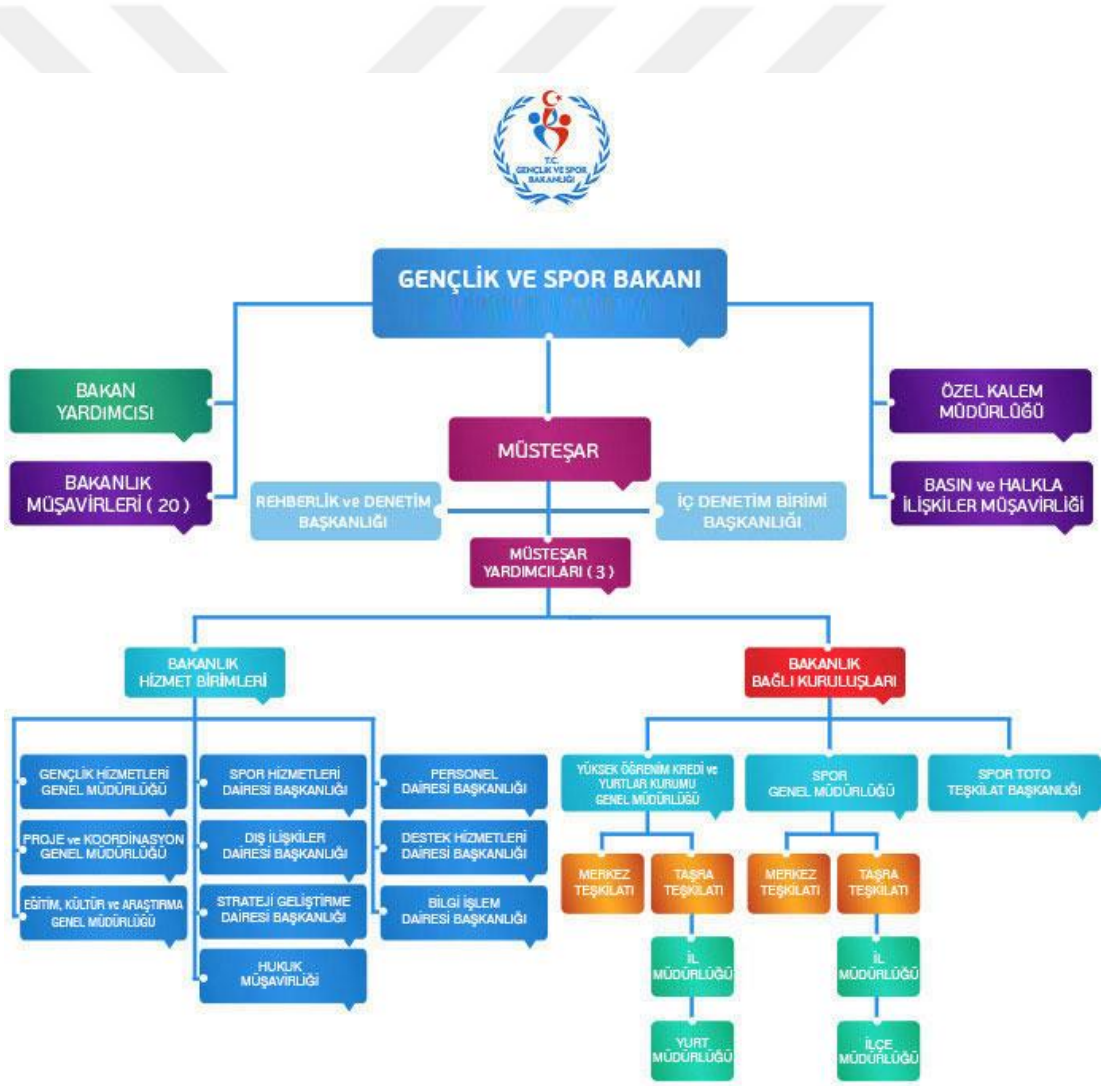 T.C.
GENÇLİK VE SPOR
BAKANLIĞI
GENÇLİK VE SPOR BAKANI
BAKAN
YARDIMCISI
BAKANLIK
MÜŞAVİRLERİ ( 20 )
ÖZEL KALEM
MÜDÜRLÜĞÜ
BASIN ve HALKLA
İLİŞKİLER MÜŞAVİRLİĞİ
MÜSTEŞAR
REHBERLİK ve DENETİM
BAŞKANLIĞI
İÇ DENETİM BİRİMİ
BAŞKANLIĞI
MÜSTEŞAR
YARDIMCILARI ( 3 )
BAKANLIK
HİZMET BİRİMLERİ
GENÇLİK HİZMETLERİ
GENEL MÜDÜRLÜĞÜ
PROJE ve KOORDİNASYON
GENEL MÜDÜRLÜĞÜ
EĞİTİM, KÜLTÜR ve ARAŞTIRMA
GENEL MÜDÜRLÜĞÜ
SPOR HİZMETLERİ
DAİRESİ BAŞKANLIĞI
DIŞ İLİŞKİLER
DAİRESİ BAŞKANLIĞI
STRATEJİ GELİŞTİRME
DAİRESİ BAŞKANLIĞI
HUKUK
MÜŞAVİRLİĞİ
PERSONEL
DAİRESİ BAŞKANLIĞI
DESTEK HİZMETLERİ
DAİRESİ BAŞKANLIĞI
BİLGİ İŞLEM
DAİRESİ BAŞKANLIĞI
BAKANLIK
BAĞLI KURULUŞLARI
YÜKSEK ÖĞRENİM KREDİ ve
YURTLAR KURUMU
GENEL MÜDÜRLÜĞÜ
MERKEZ
TEŞKİLATI
TAŞRA
TEŞKİLATI
İL
MÜDÜRLÜĞÜ
YURT
MÜDÜRLÜĞÜ
SPOR
GENEL MÜDÜRLÜĞÜ
MERKEZ
TEŞKİLATI
TAŞRA
TEŞKİLATI
İL
MÜDÜRLÜĞÜ
İLÇE
MÜDÜRLÜĞÜ
SPOR TOTO
TEŞKİLAT BAŞKANLIĞI